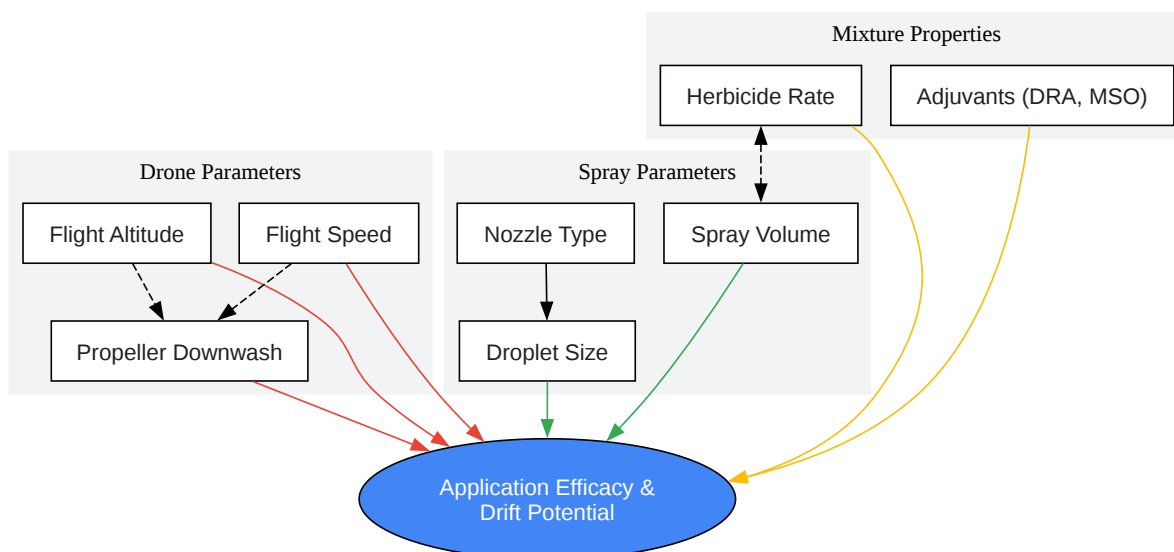 Mixture Properties
Herbicide Rate
Adjuvants (DRA, MSO)
Drone Parameters
Flight Altitude
Flight Speed
Propeller Downwash
Spray Parameters
Nozzle Type
Spray Volume
Droplet Size
Application Efficacy &
Drift Potential